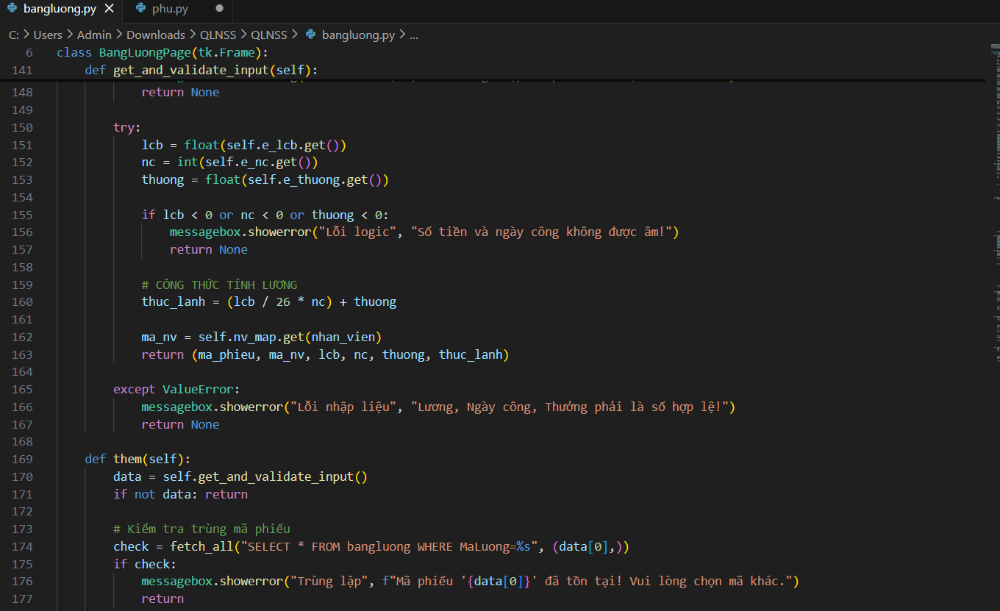 bangluong.py
phu.py
C: > Users > Admin > Downloads > QLNSS > QLNSS > bangluong.py > ...
6 class BangLuongPage(tk.Frame):
141 def get_and_validate_input(self):
148 return None
149
150 try:
151 lcb = float(self.e_lcb.get())
152 nc = int(self.e_nc.get())
153 thuong = float(self.e_thuong.get())
154
155 if lcb < 0 or nc < 0 or thuong < 0:
156 messagebox.showerror("Lỗi logic", "Số tiền và ngày công không được âm!")
157 return None
158
159 # CÔNG THỨC TÍNH LƯƠNG
160 thuc_lanh = (lcb / 26 * nc) + thuong
161
162 ma_nv = self.nv_map.get(nhan_vien)
163 return (ma_phieu, ma_nv, lcb, nc, thuong, thuc_lanh)
164
165 except ValueError:
166 messagebox.showerror("Lỗi nhập liệu", "Lương, Ngày công, Thưởng phải là số hợp lệ!")
167 return None
168
169 def them(self):
170 data = self.get_and_validate_input()
171 if not data: return
172
173 # Kiểm tra trùng mã phiếu
174 check = fetch_all("SELECT * FROM bangluong WHERE MaLuong=%s", (data[0],))
175 if check:
176 messagebox.showerror("Trùng lặp", f"Mã phiếu '{data[0]}' đã tồn tại! Vui lòng chọn mã khác.")
177 return